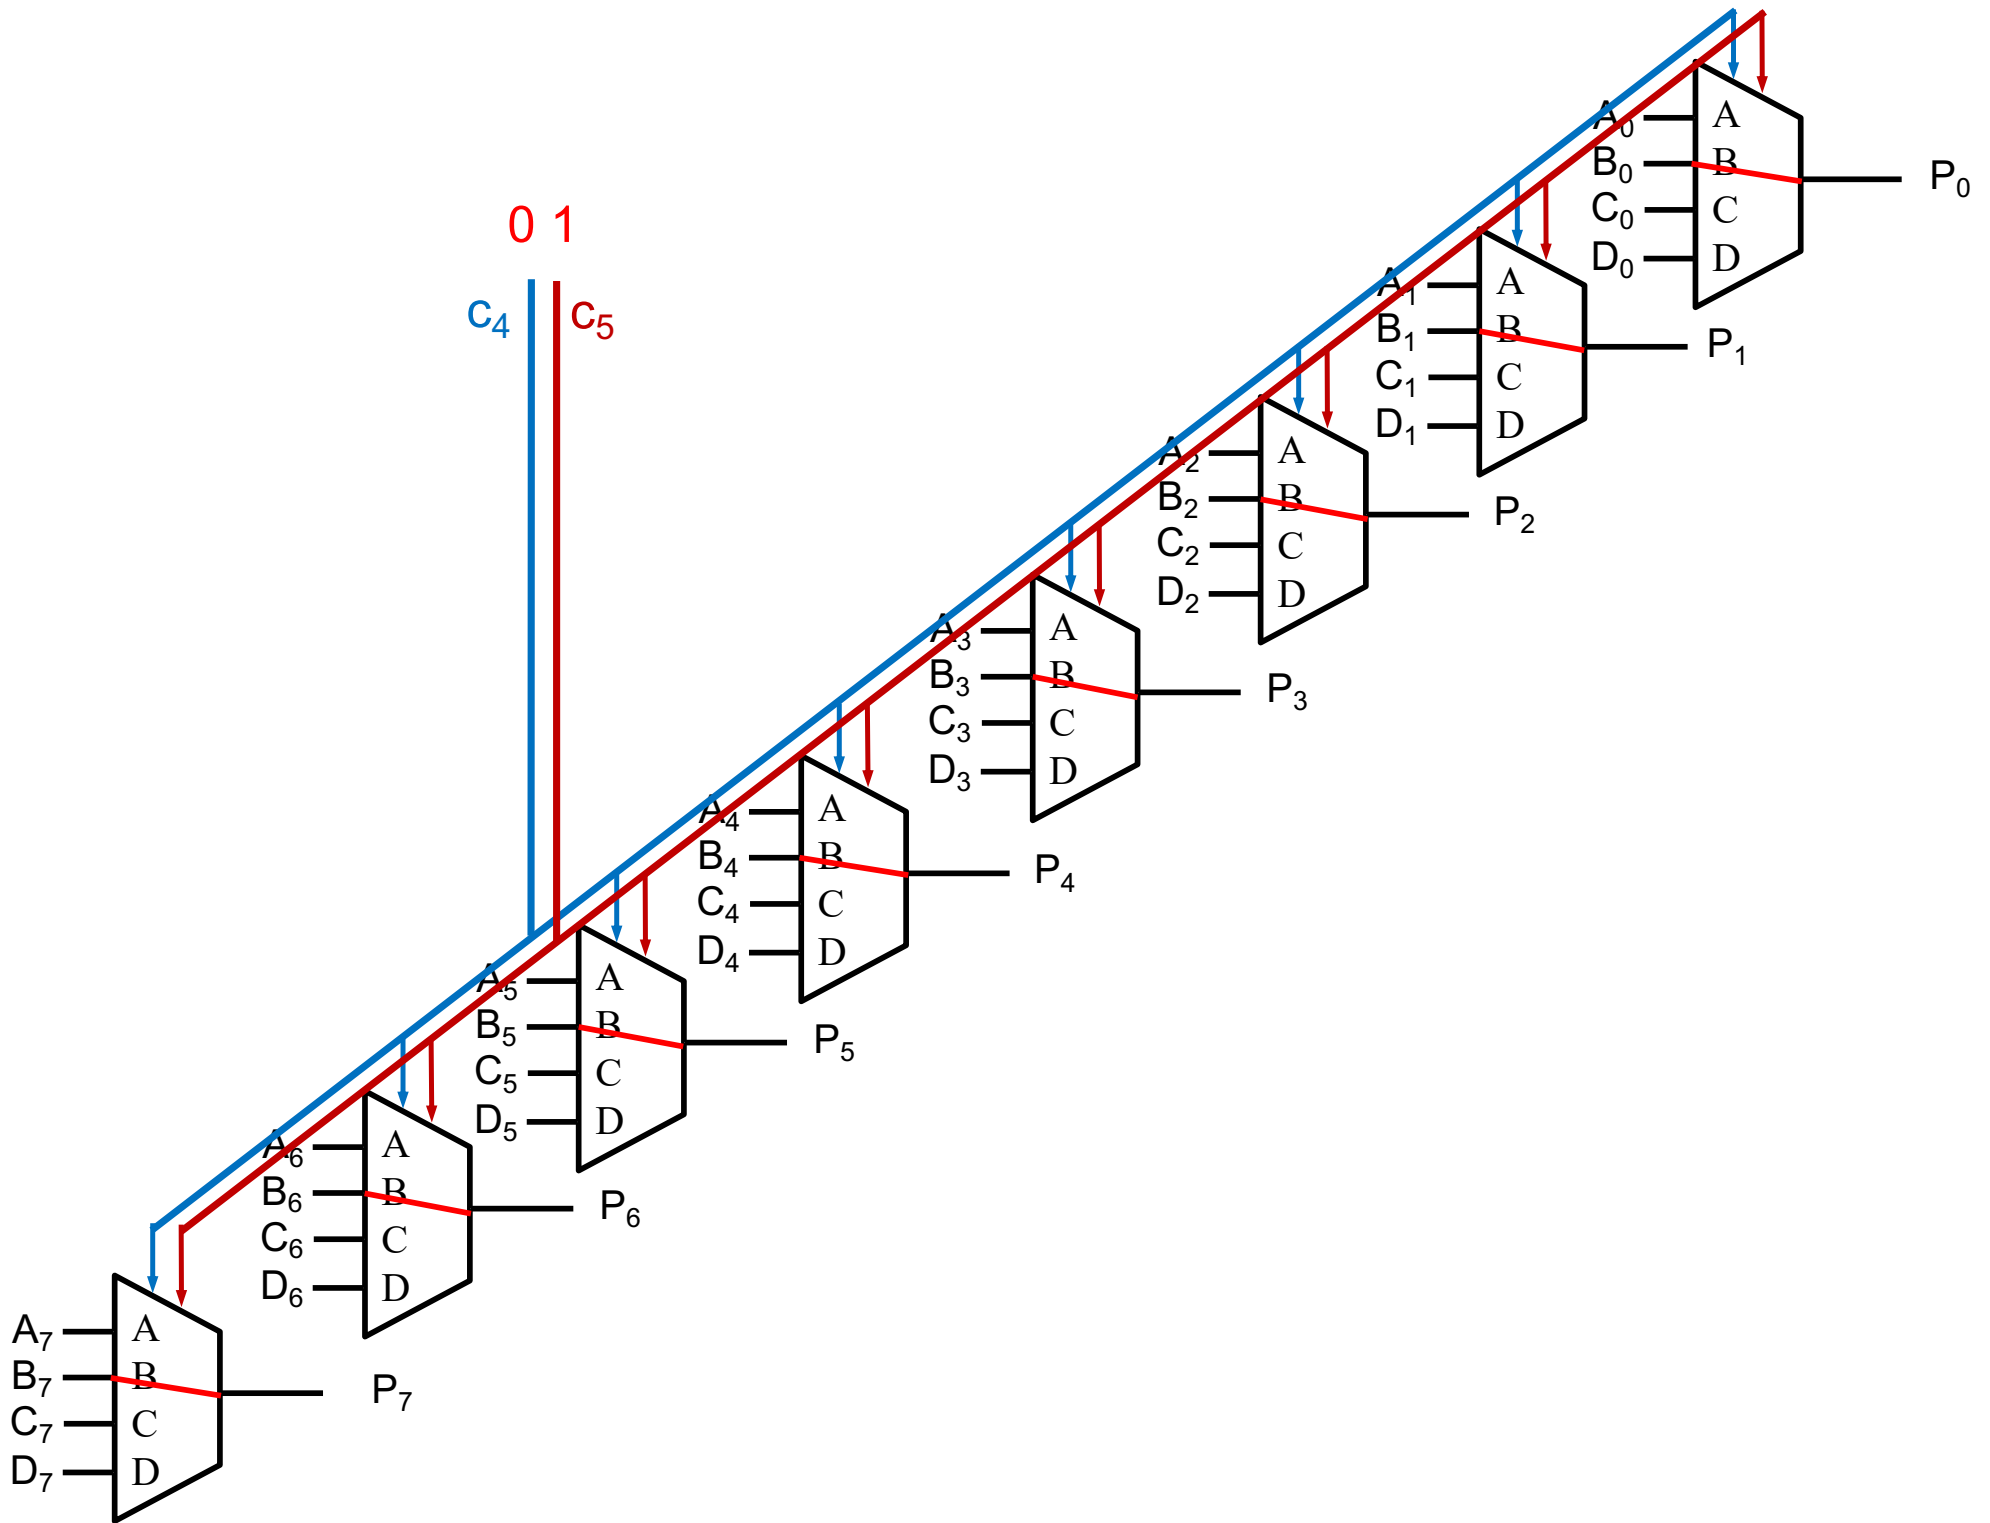 0 1
c4 c5
A0 A
B0 B P0
C0 C
D0 D
A1 A
B1 B P1
C1 C
D1 D
A2 A
B2 B P2
C2 C
D2 D
A3 A
B3 B P3
C3 C
D3 D
A4 A
B4 B P4
C4 C
D4 D
A5 A
B5 B P5
C5 C
D5 D
A6 A
B6 B P6
C6 C
D6 D
A7 A
B7 B P7
C7 C
D7 D